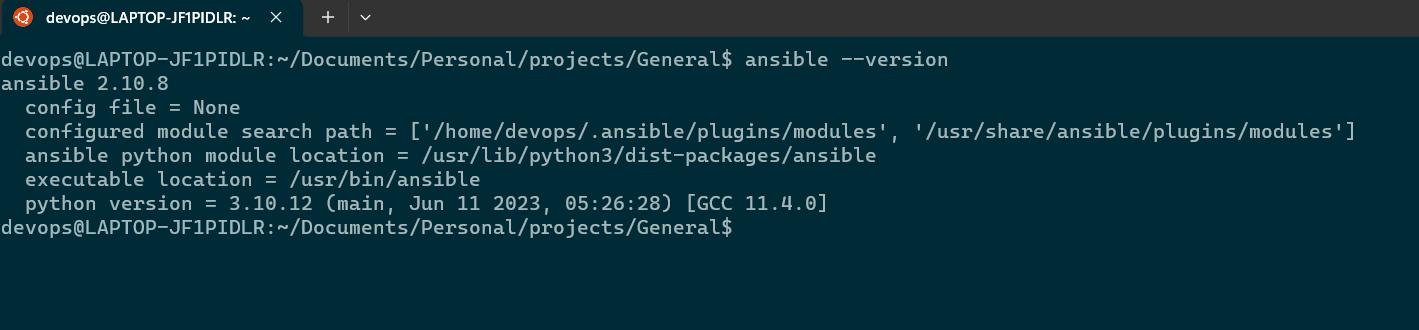 devops@LAPTOP-JF1PIDLR: ~
devops@LAPTOP-JF1PIDLR:~/Documents/Personal/projects/General$ ansible --version
ansible 2.10.8
  config file = None
  configured module search path = ['/home/devops/.ansible/plugins/modules', '/usr/share/ansible/plugins/modules']
  ansible python module location = /usr/lib/python3/dist-packages/ansible
  executable location = /usr/bin/ansible
  python version = 3.10.12 (main, Jun 11 2023, 05:26:28) [GCC 11.4.0]
devops@LAPTOP-JF1PIDLR:~/Documents/Personal/projects/General$